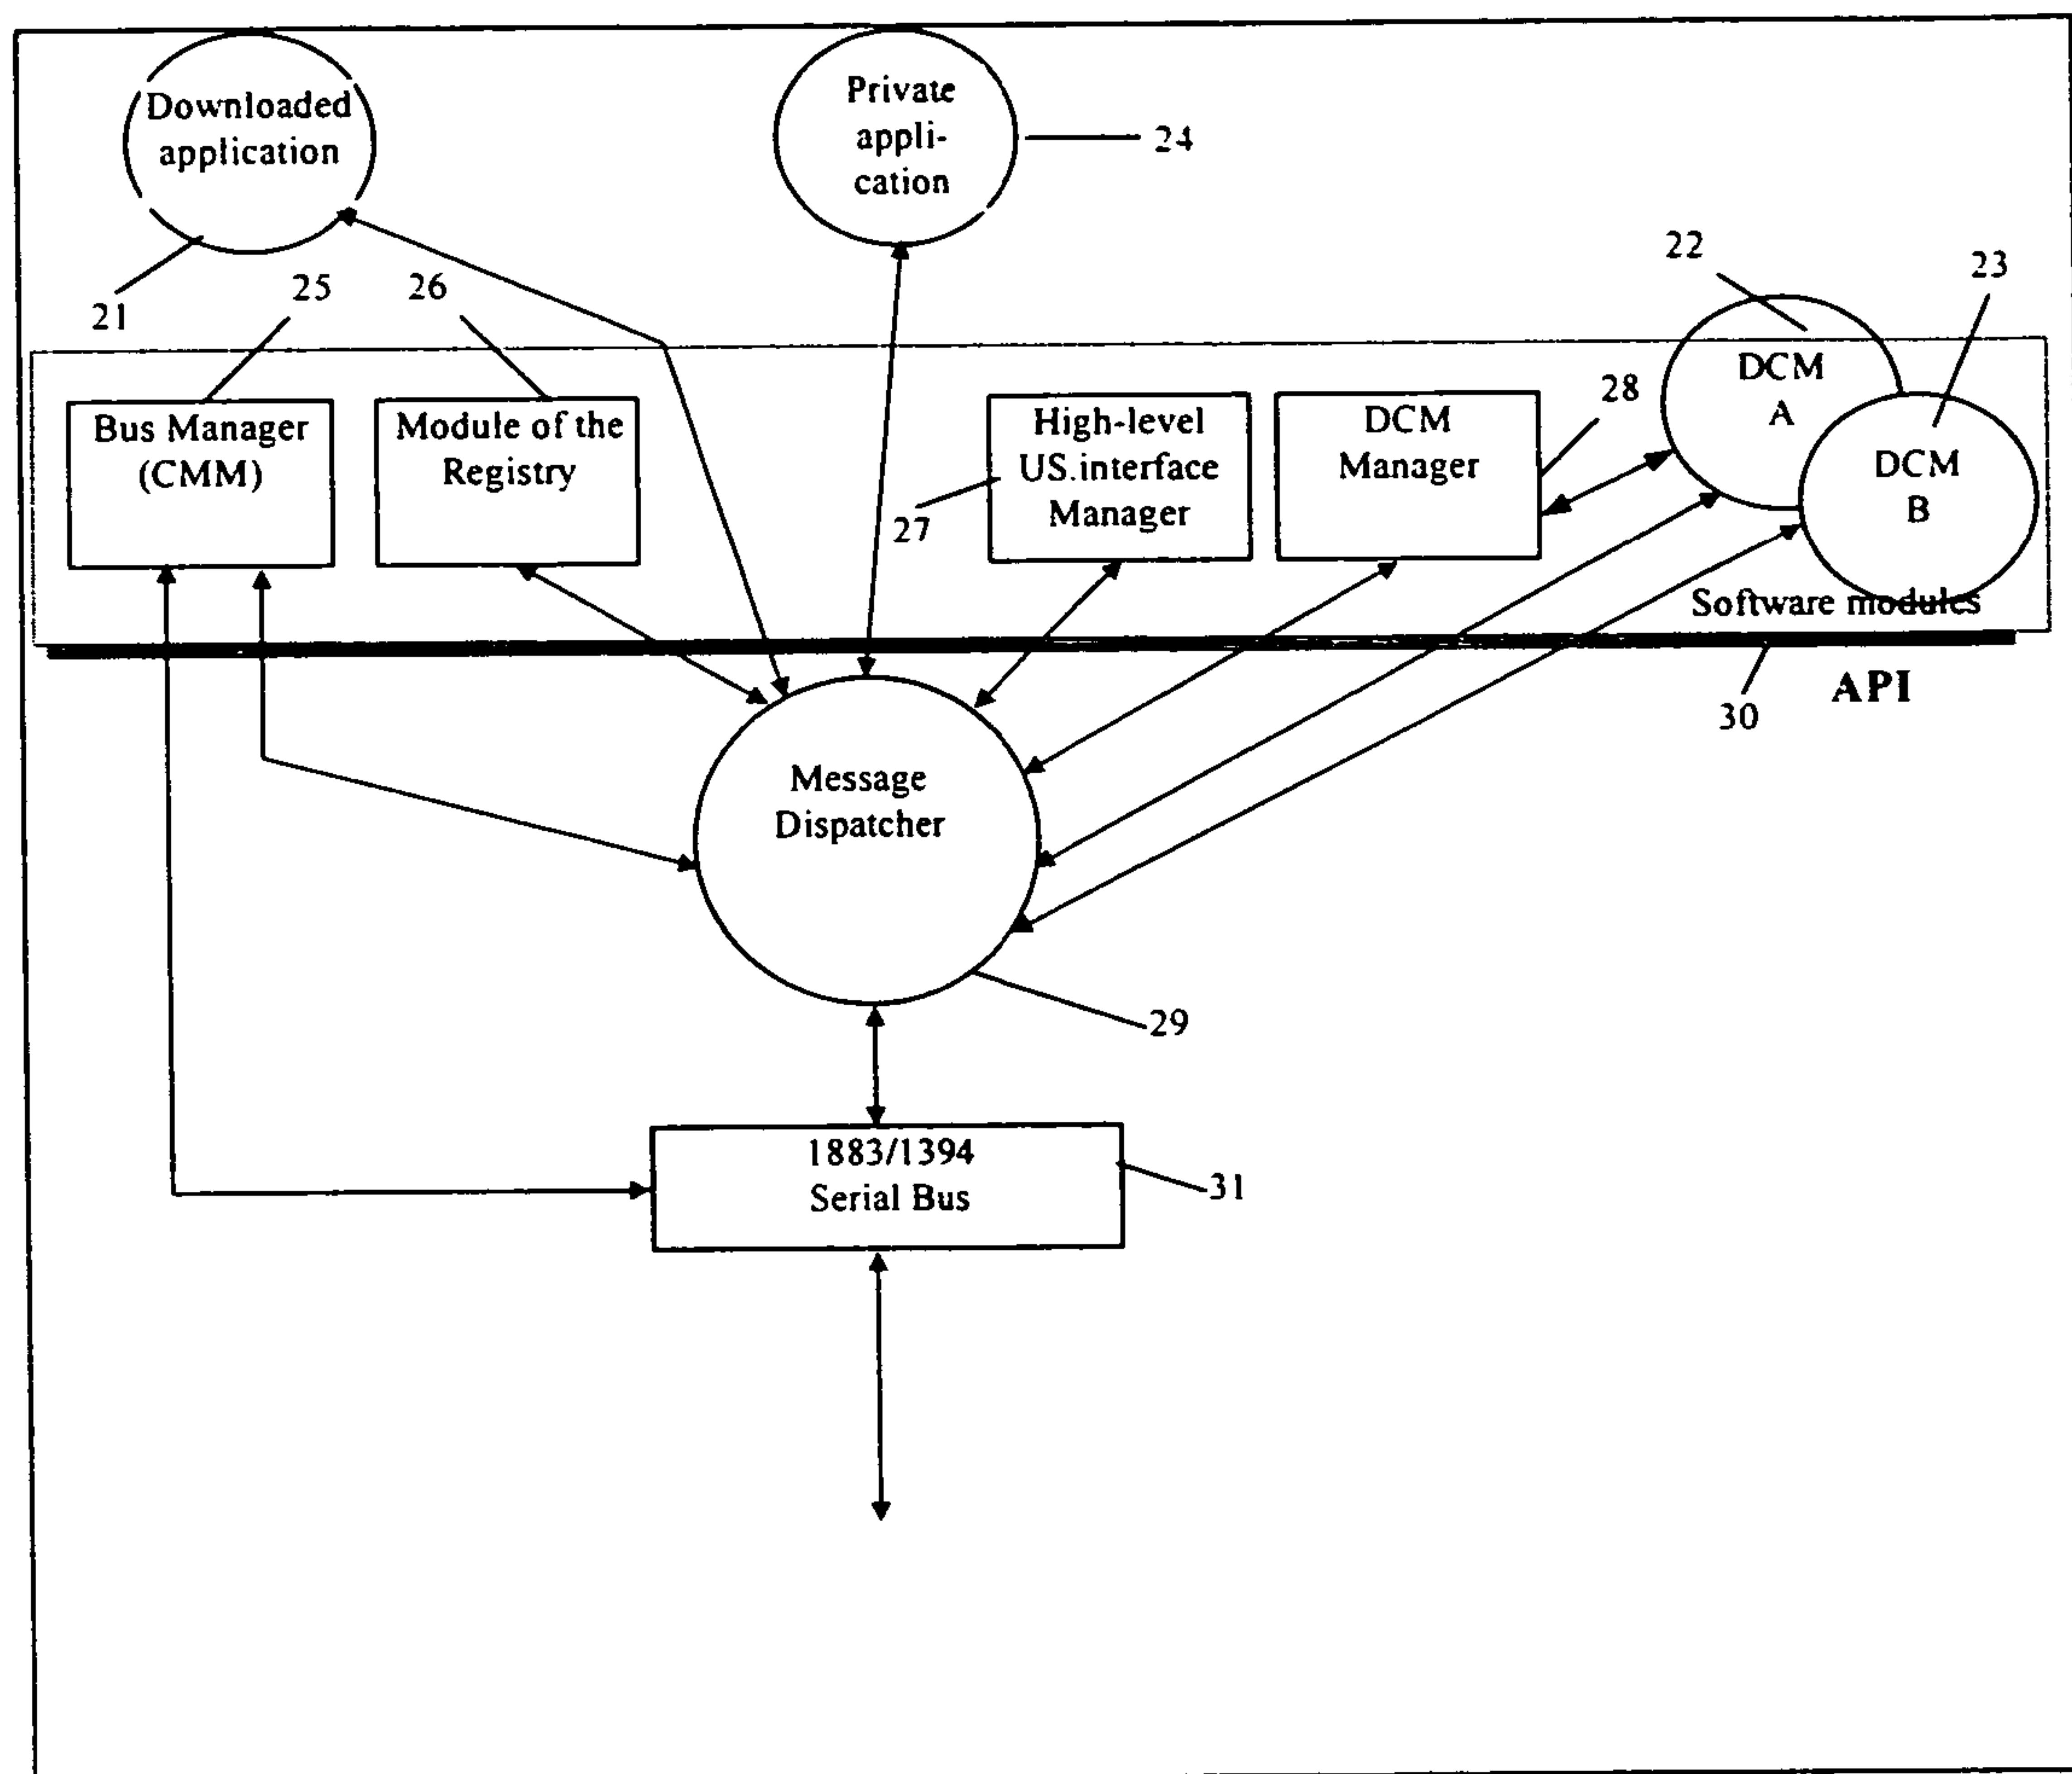 Downloaded
application
Private
appli-
cation
24
22
23
21
25
26
28
Bus Manager
(CMM)
Module of the
Registry
High-level
US.interface
Manager
27
DCM
Manager
DCM
A
DCM
B
Software modules
API
30
Message
Dispatcher
29
1883/1394
Serial Bus
31